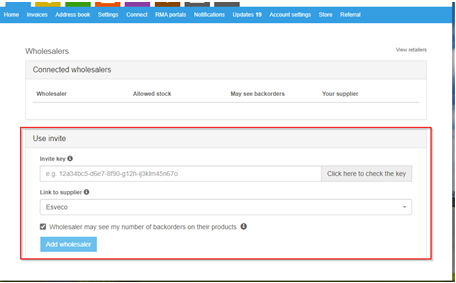 Home Invoices Address book Settings Connect RMA portals Notifications Updates 19 Account settings Store Referral
Wholesalers View retailers
Connected wholesalers
Wholesaler Allowed stock May see backorders Your supplier
Use invite
Invite key
e.g. 12a34bc5-d6e7-8f90-g12h-ij3klm45n67o Click here to check the key
Link to supplier
Esveco
Wholesaler may see my number of backorders on their products
Add wholesaler